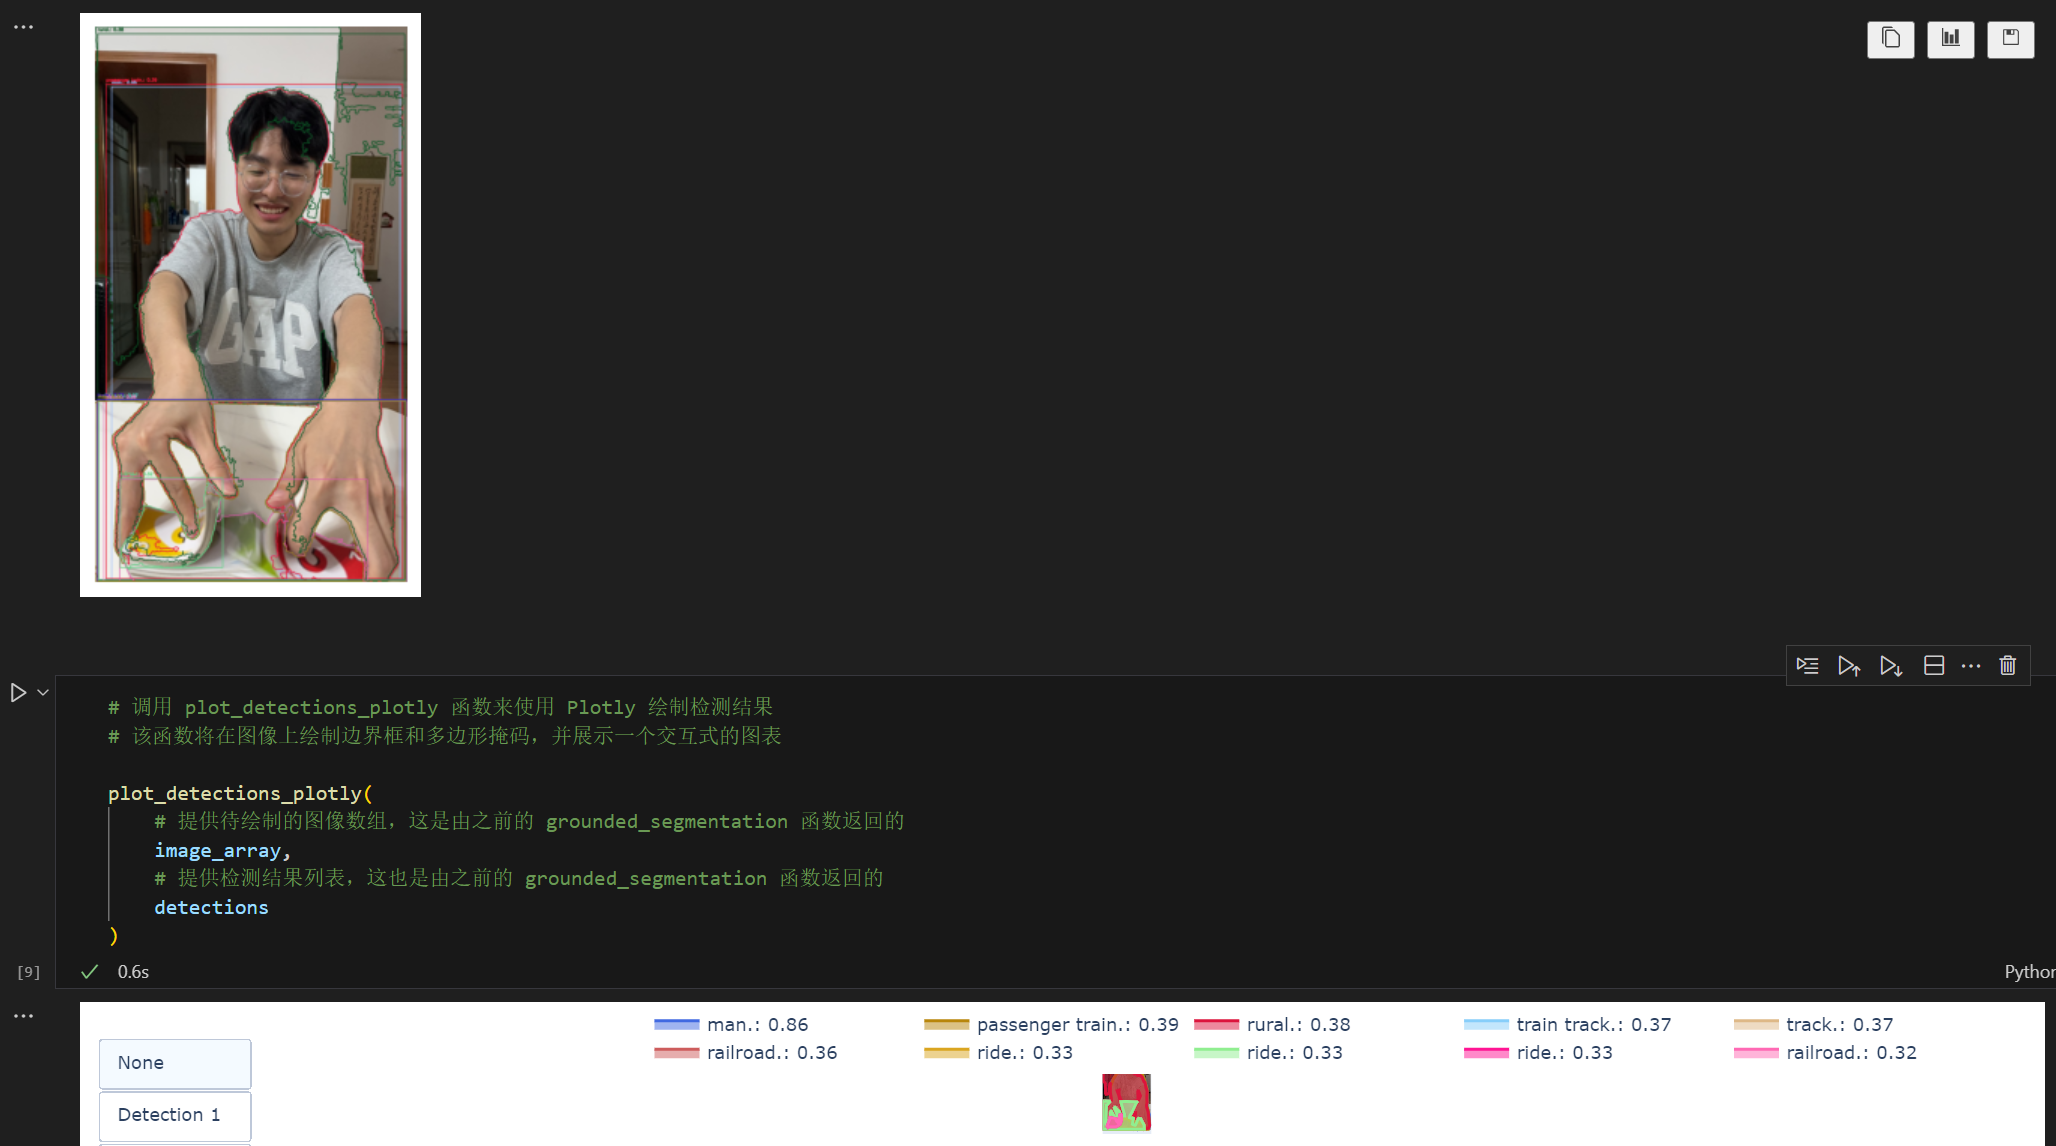 GAP
# 调用 plot_detections_plotly 函数来使用 Plotly 绘制检测结果
# 该函数将在图像上绘制边界框和多边形掩码，并展示一个交互式的图表
plot_detections_plotly(
# 提供待绘制的图像数组，这是由之前的 grounded_segmentation 函数返回的
image_array,
# 提供检测结果列表，这也是由之前的 grounded_segmentation 函数返回的
detections
)
[9]
0.6s
Python
man.: 0.86 passenger train.: 0.39 rural.: 0.38 train track.: 0.37 track.: 0.37
railroad.: 0.36 ride.: 0.33 ride.: 0.33 ride.: 0.33 railroad.: 0.32
None
Detection 1